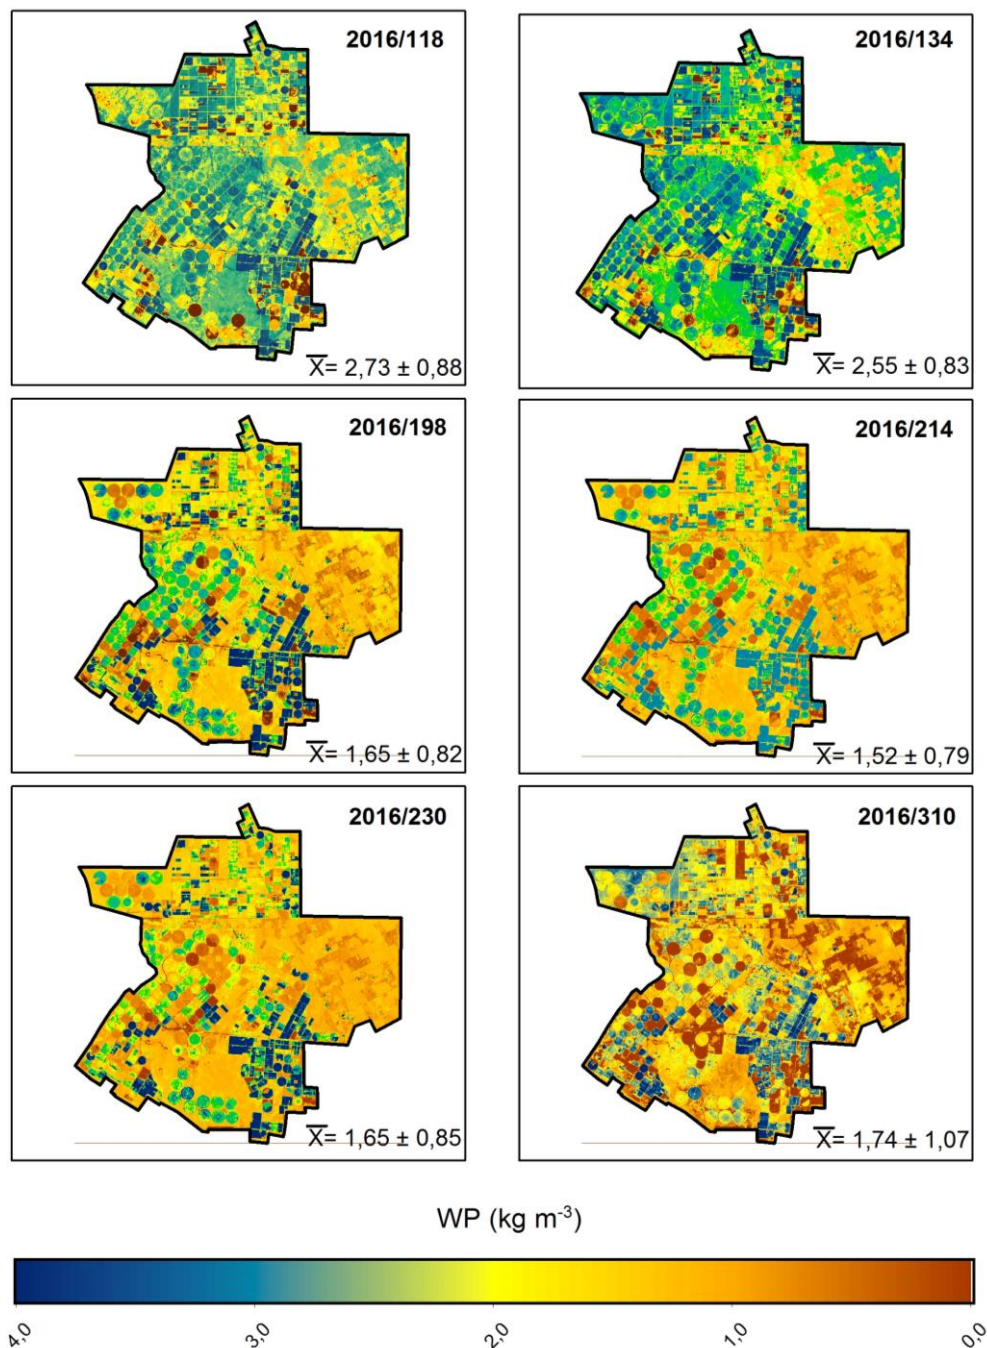 2016/118
X̅= 2,73 ± 0,88
2016/134
X̅= 2,55 ± 0,83
2016/198
X̅= 1,65 ± 0,82
2016/214
X̅= 1,52 ± 0,79
2016/230
X̅= 1,65 ± 0,85
2016/310
X̅= 1,74 ± 1,07
WP (kg m⁻³)
4,0 3,0 2,0 1,0 0,0